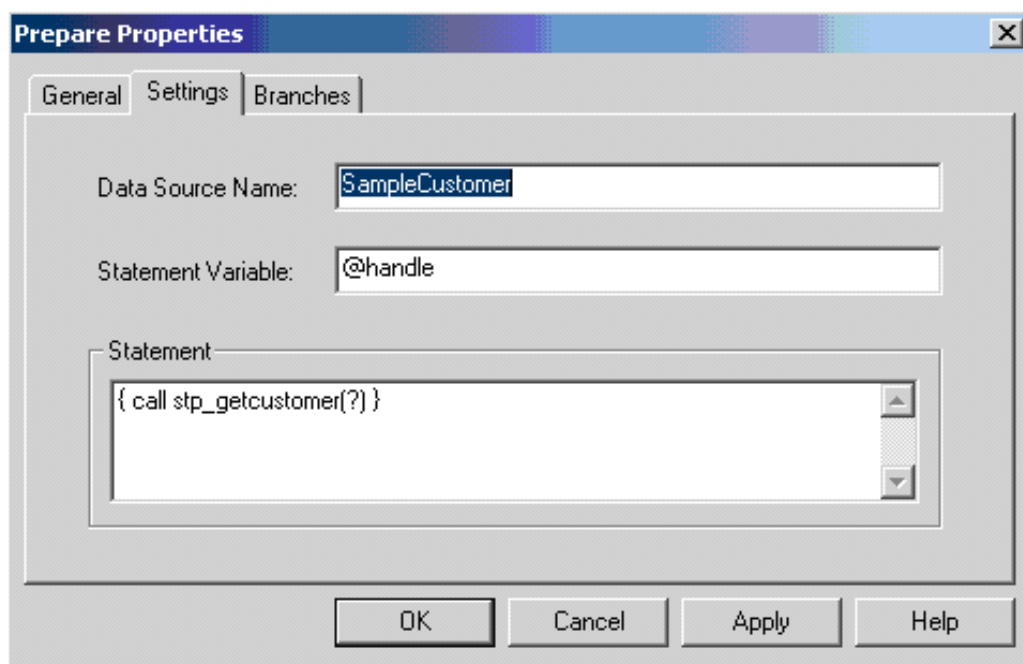 Prepare Properties
General Settings Branches
Data Source Name: SampleCustomer
Statement Variable: @handle
Statement
{ call stp_getcustomer(?) }
OK Cancel Apply Help